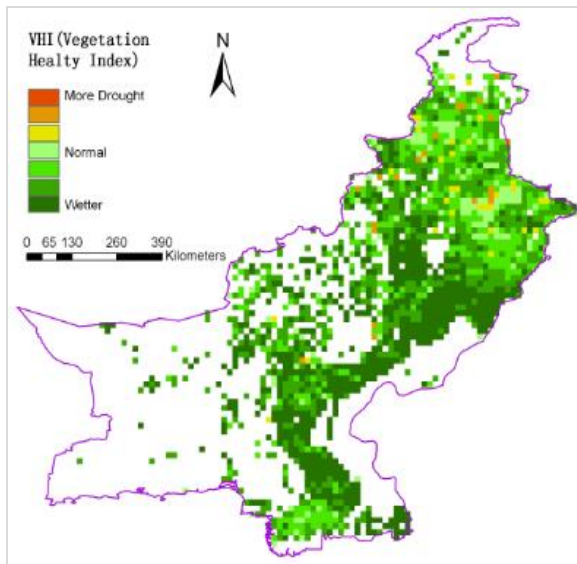 VHI(Vegetation
Healty Index)
N
More Drought
Normal
Wetter
0 65 130 260 390
Kilometers